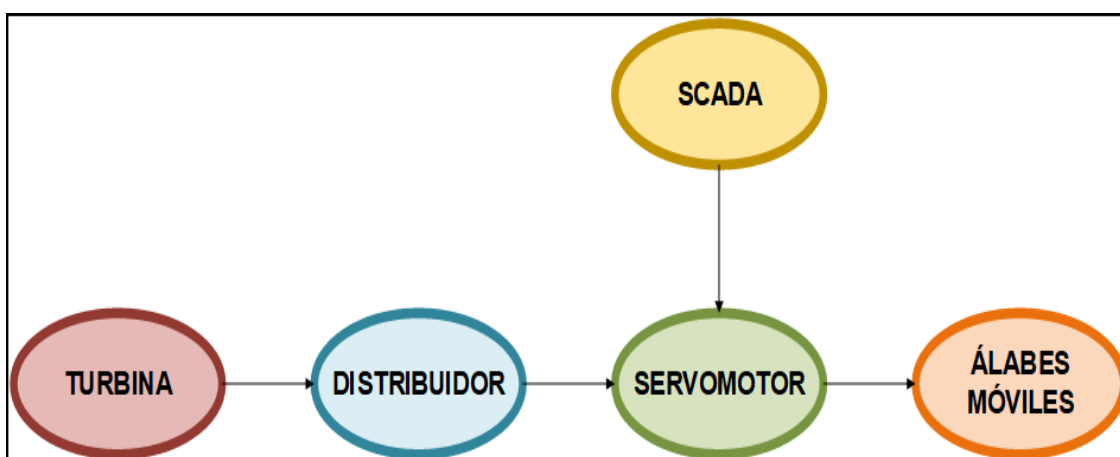 SCADA
TURBINA
DISTRIBUIDOR
SERVOMOTOR
ÁLABES
MÓVILES